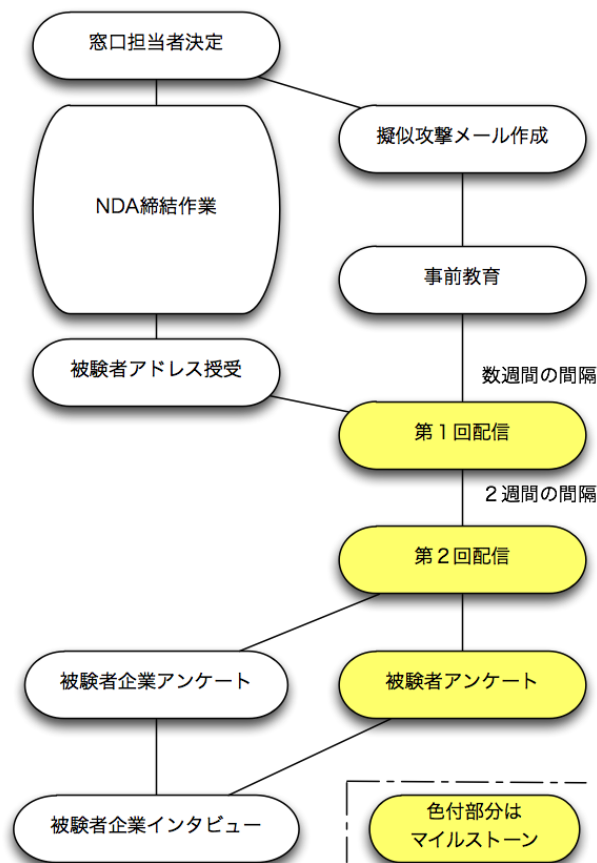 窓口担当者決定
擬似攻撃メール作成
NDA締結作業
事前教育
被験者アドレス授受
数週間の間隔
第1回配信
2週間の間隔
第2回配信
被験者企業アンケート
被験者アンケート
被験者企業インタビュー
色付部分は
マイルストーン